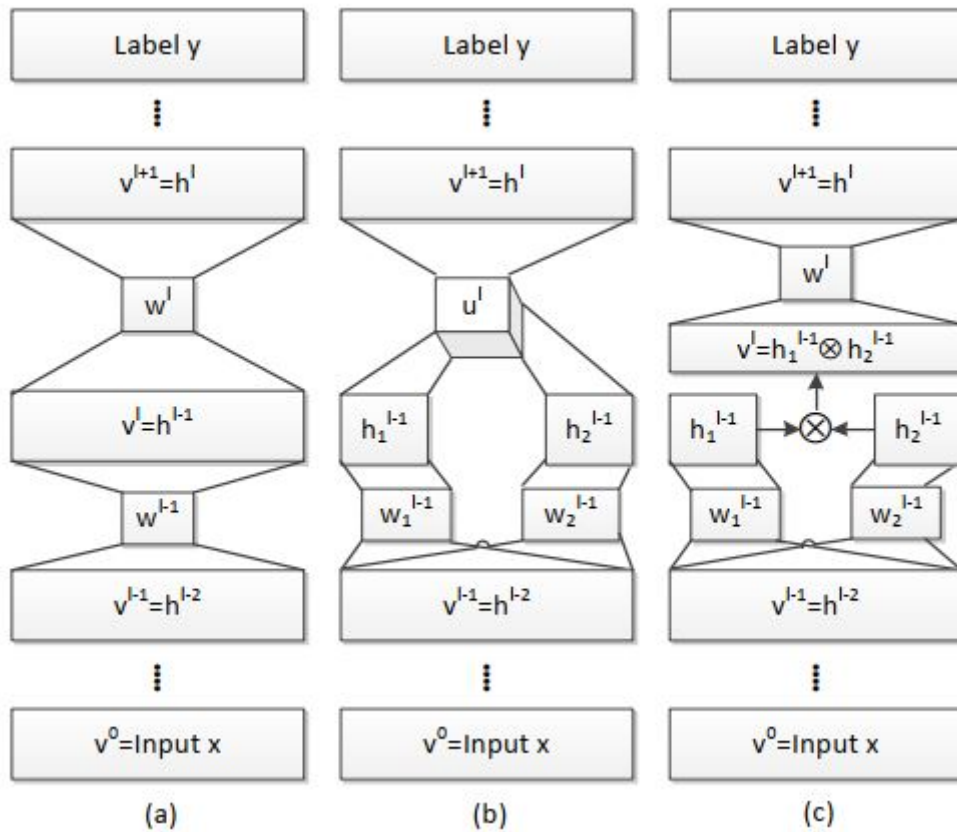 Label y
v^{l+1}=h^l
w^l
v^l=h^{l-1}
w^{l-1}
v^{l-1}=h^{l-2}
v^0=Input x
(a)
Label y
v^{l+1}=h^l
u^l
h_1^{l-1}
h_2^{l-1}
w_1^{l-1}
w_2^{l-1}
v^{l-1}=h^{l-2}
v^0=Input x
(b)
Label y
v^{l+1}=h^l
w^l
v^l=h_1^{l-1}⊗h_2^{l-1}
h_1^{l-1}
⊗
h_2^{l-1}
w_1^{l-1}
w_2^{l-1}
v^{l-1}=h^{l-2}
v^0=Input x
(c)